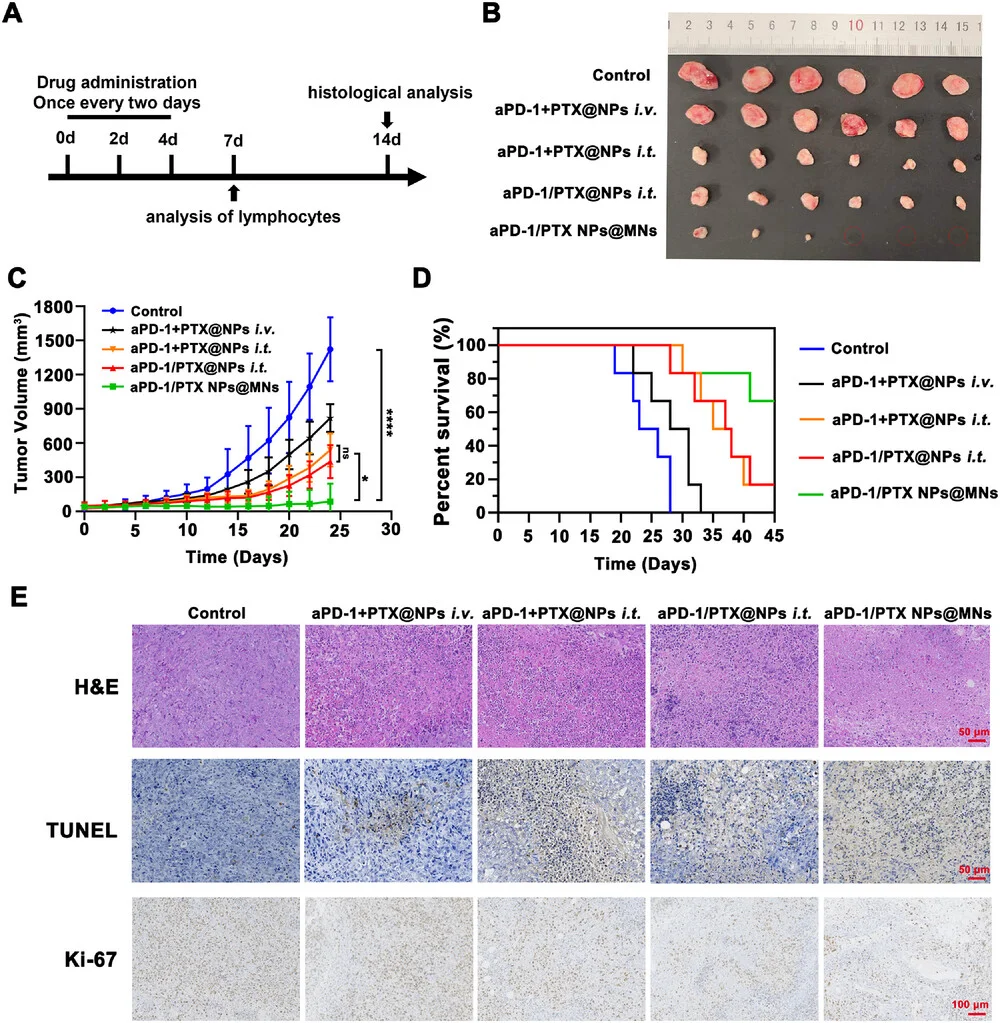 A
Drug administration
Once every two days
0d 2d 4d 7d 14d
histological analysis
analysis of lymphocytes
B
1 2 3 4 5 6 7 8 9 10 11 12 13 14 15 1
Control
aPD-1+PTX@NPs i.v.
aPD-1+PTX@NPs i.t.
aPD-1/PTX@NPs i.t.
aPD-1/PTX NPs@MNs
C
Tumor Volume (mm³)
1800
1500
1200
900
600
300
0
0 5 10 15 20 25 30
Time (Days)
Control
aPD-1+PTX@NPs i.v.
aPD-1+PTX@NPs i.t.
aPD-1/PTX@NPs i.t.
aPD-1/PTX NPs@MNs
ns
*
****
D
Percent survival (%)
100
80
60
40
20
0
0 5 10 15 20 25 30 35 40 45
Time (Days)
Control
aPD-1+PTX@NPs i.v.
aPD-1+PTX@NPs i.t.
aPD-1/PTX@NPs i.t.
aPD-1/PTX NPs@MNs
E
Control aPD-1+PTX@NPs i.v. aPD-1+PTX@NPs i.t. aPD-1/PTX@NPs i.t. aPD-1/PTX NPs@MNs
H&E
50 µm
TUNEL
50 µm
Ki-67
100 µm